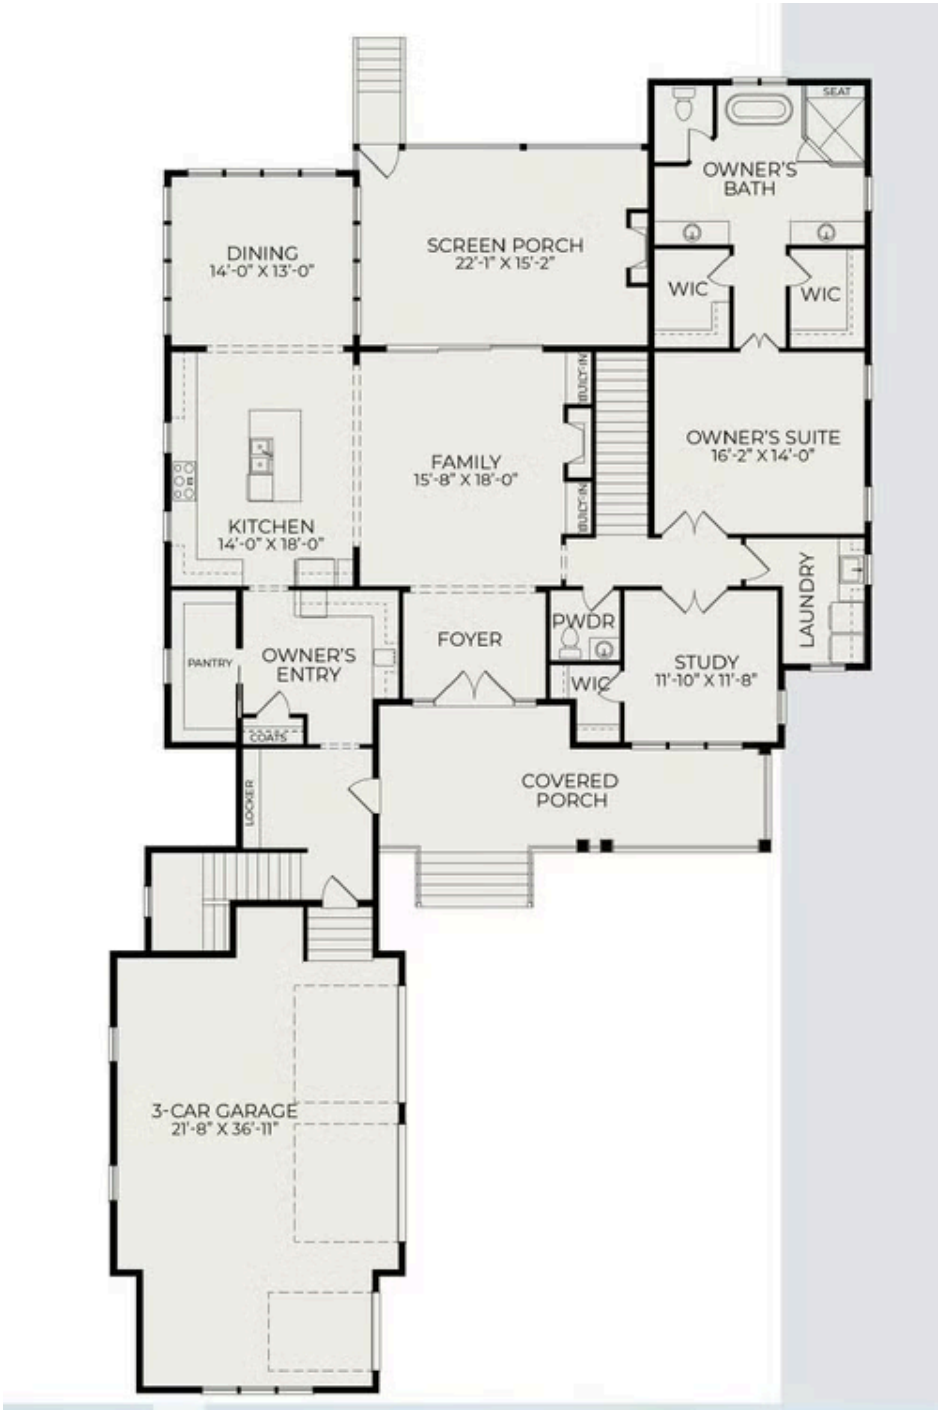 SEAT
OWNER'S
BATH
DINING
14'-0" X 13'-0"
SCREEN PORCH
22'-1" X 15'-2"
WIC
WIC
BUILT-IN
OWNER'S SUITE
16'-2" X 14'-0"
FAMILY
15'-8" X 18'-0"
BUILT-IN
KITCHEN
14'-0" X 18'-0"
LAUNDRY
PWDR
FOYER
OWNER'S
ENTRY
PANTRY
STUDY
11'-10" X 11'-8"
WIC
COATS
LOCKER
COVERED
PORCH
3-CAR GARAGE
21'-8" X 36'-11"